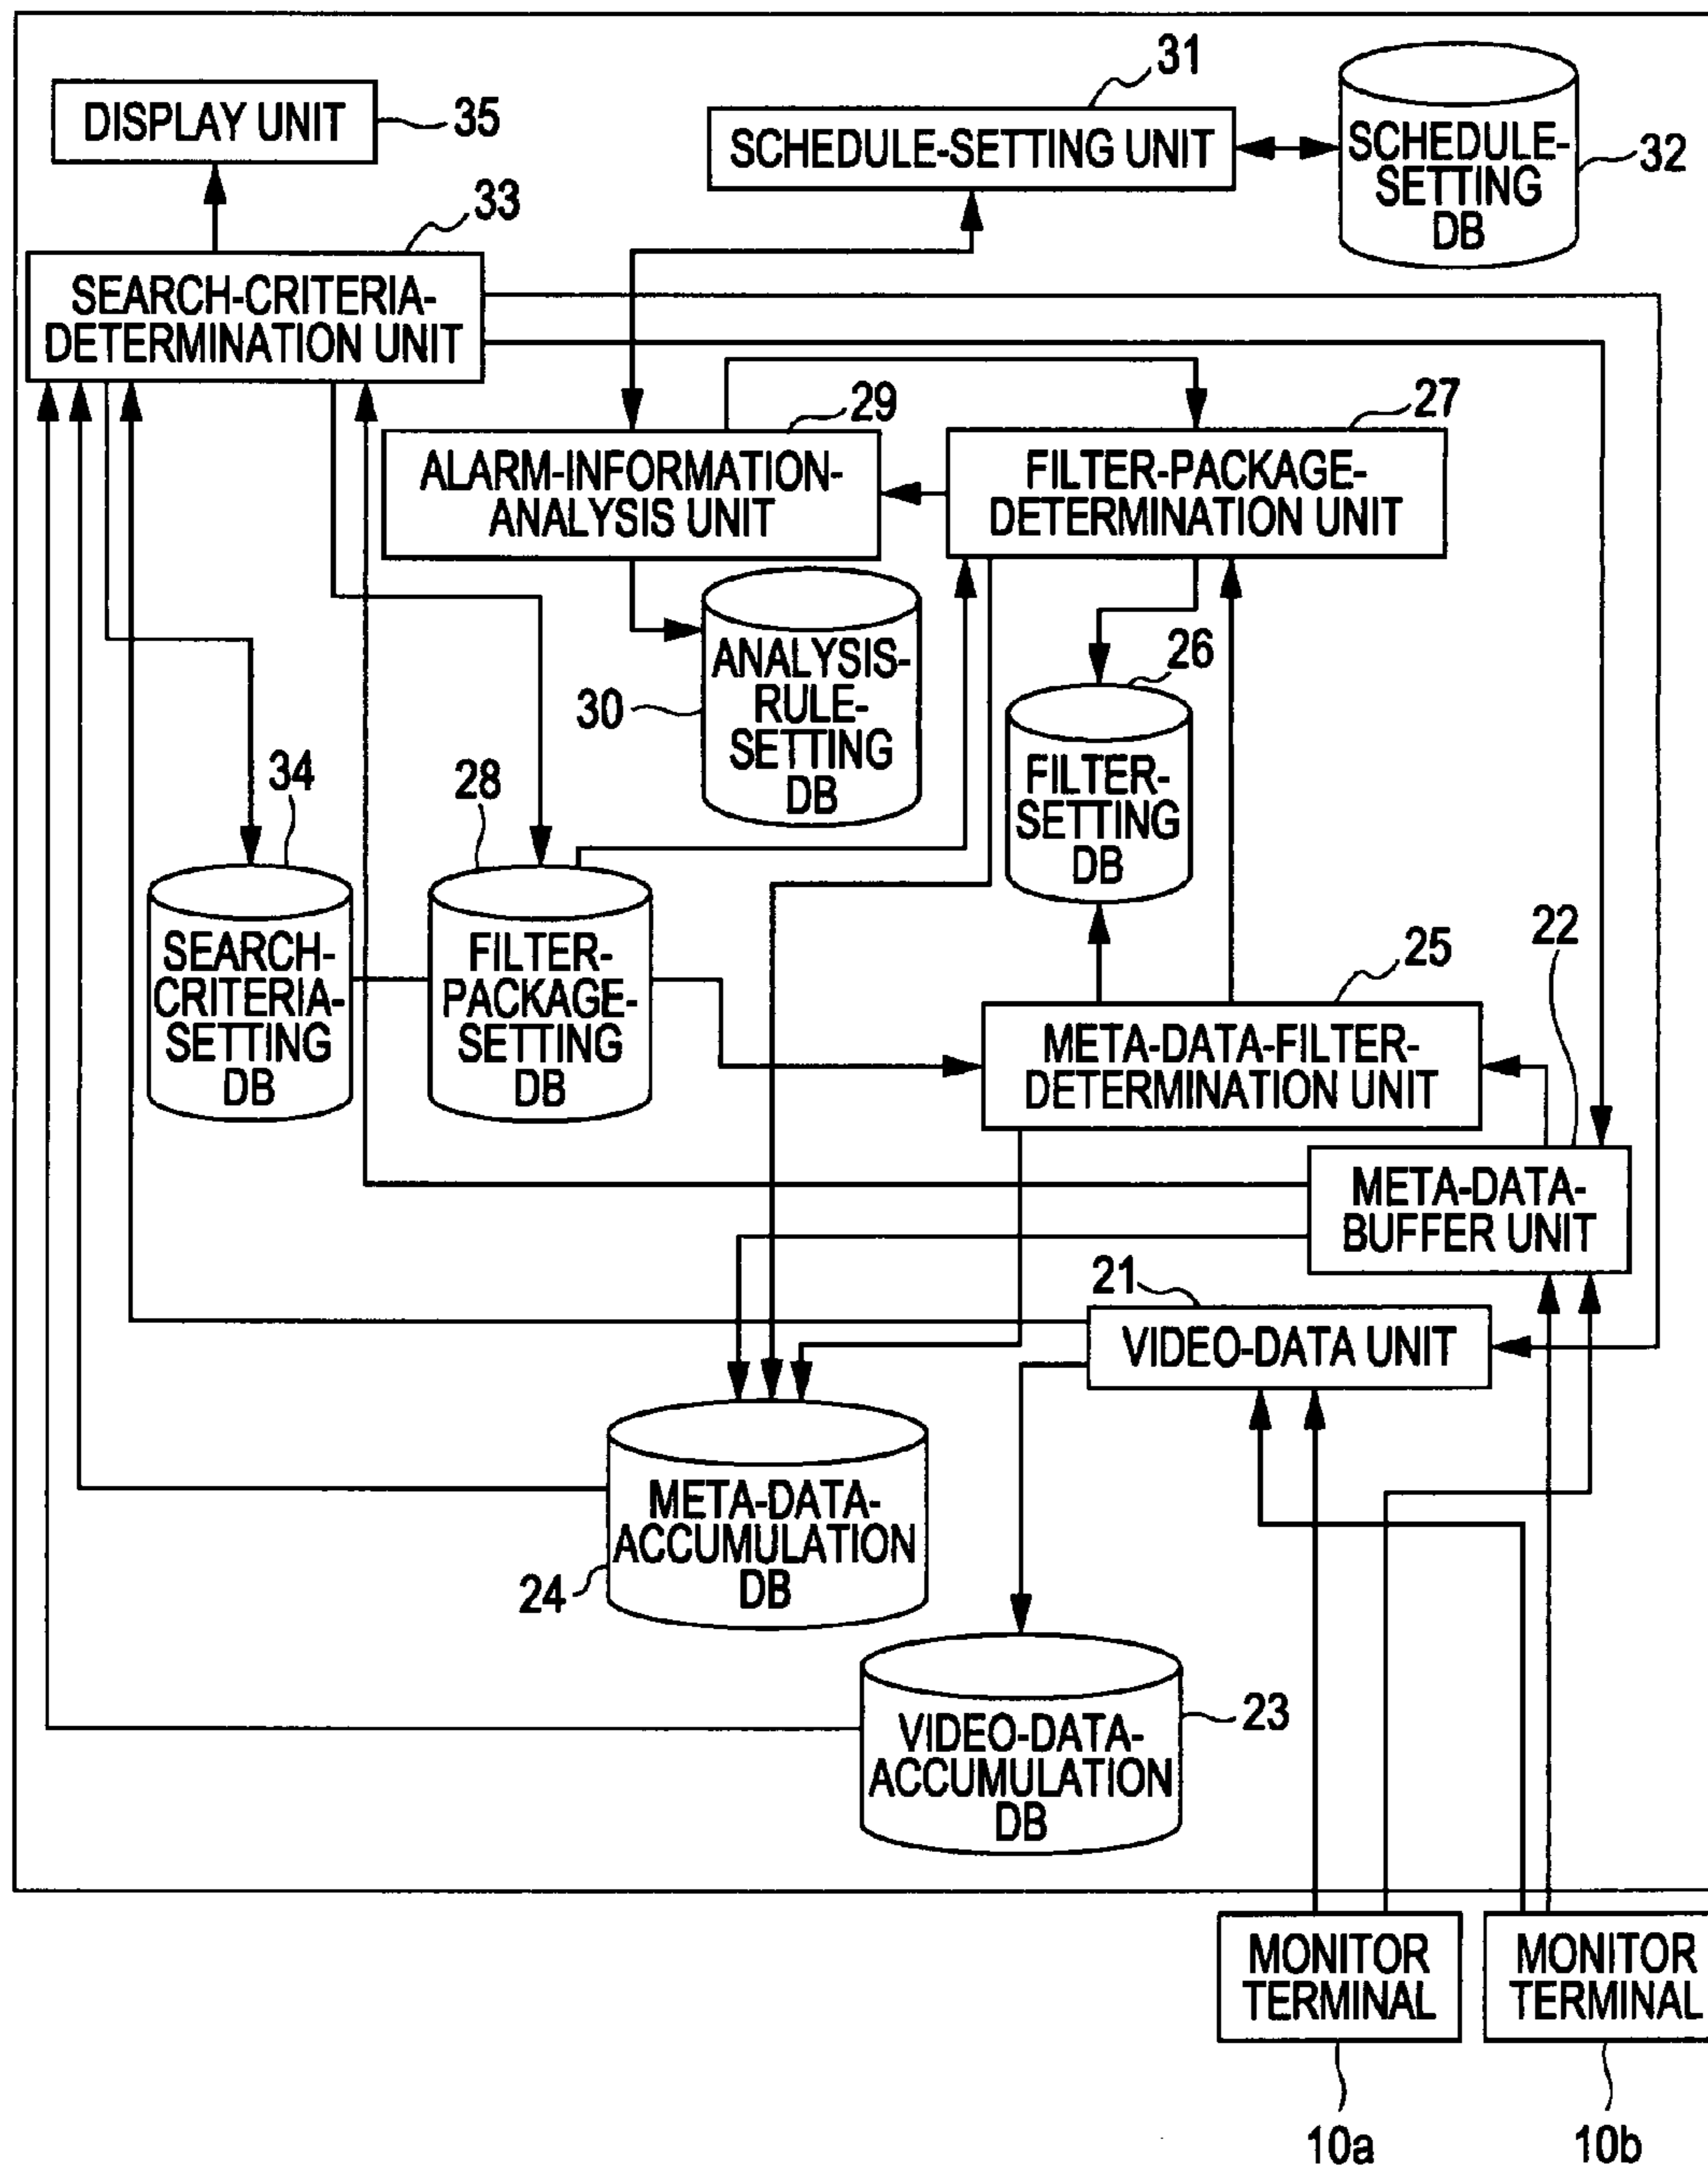 31
DISPLAY UNIT
35
SCHEDULE-SETTING UNIT
SCHEDULE-
SETTING
DB
32
33
SEARCH-CRITERIA-
DETERMINATION UNIT
29
27
ALARM-INFORMATION-
ANALYSIS UNIT
FILTER-PACKAGE-
DETERMINATION UNIT
30
ANALYSIS-
RULE-
SETTING
DB
26
FILTER-
SETTING
DB
34
28
SEARCH-
CRITERIA-
SETTING
DB
FILTER-
PACKAGE-
SETTING
DB
25
22
META-DATA-FILTER-
DETERMINATION UNIT
META-DATA-
BUFFER UNIT
21
VIDEO-DATA UNIT
META-DATA-
ACCUMULATION
DB
24
VIDEO-DATA-
ACCUMULATION
DB
23
MONITOR
TERMINAL
MONITOR
TERMINAL
10a
10b